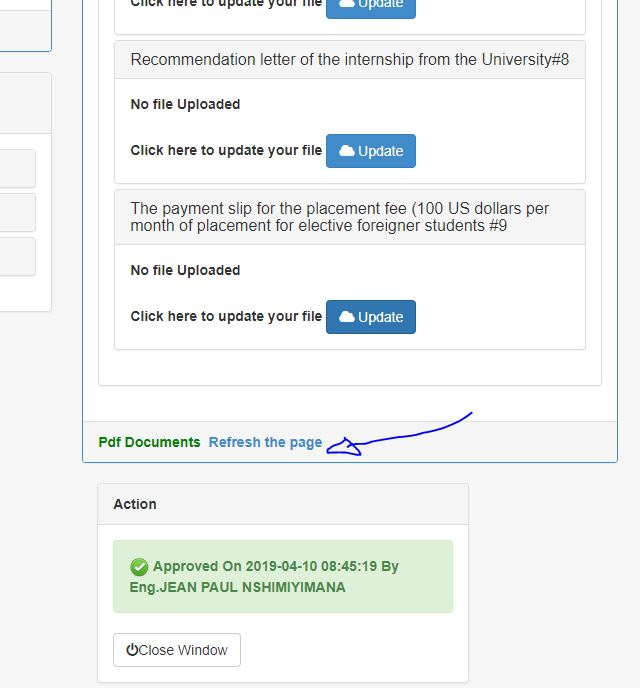 Click here to update your file Update
Recommendation letter of the internship from the University#8
No file Uploaded
Click here to update your file Update
The payment slip for the placement fee (100 US dollars per
month of placement for elective foreigner students #9
No file Uploaded
Click here to update your file Update
Pdf Documents Refresh the page
Action
Approved On 2019-04-10 08:45:19 By
Eng.JEAN PAUL NSHIMIYIMANA
Close Window